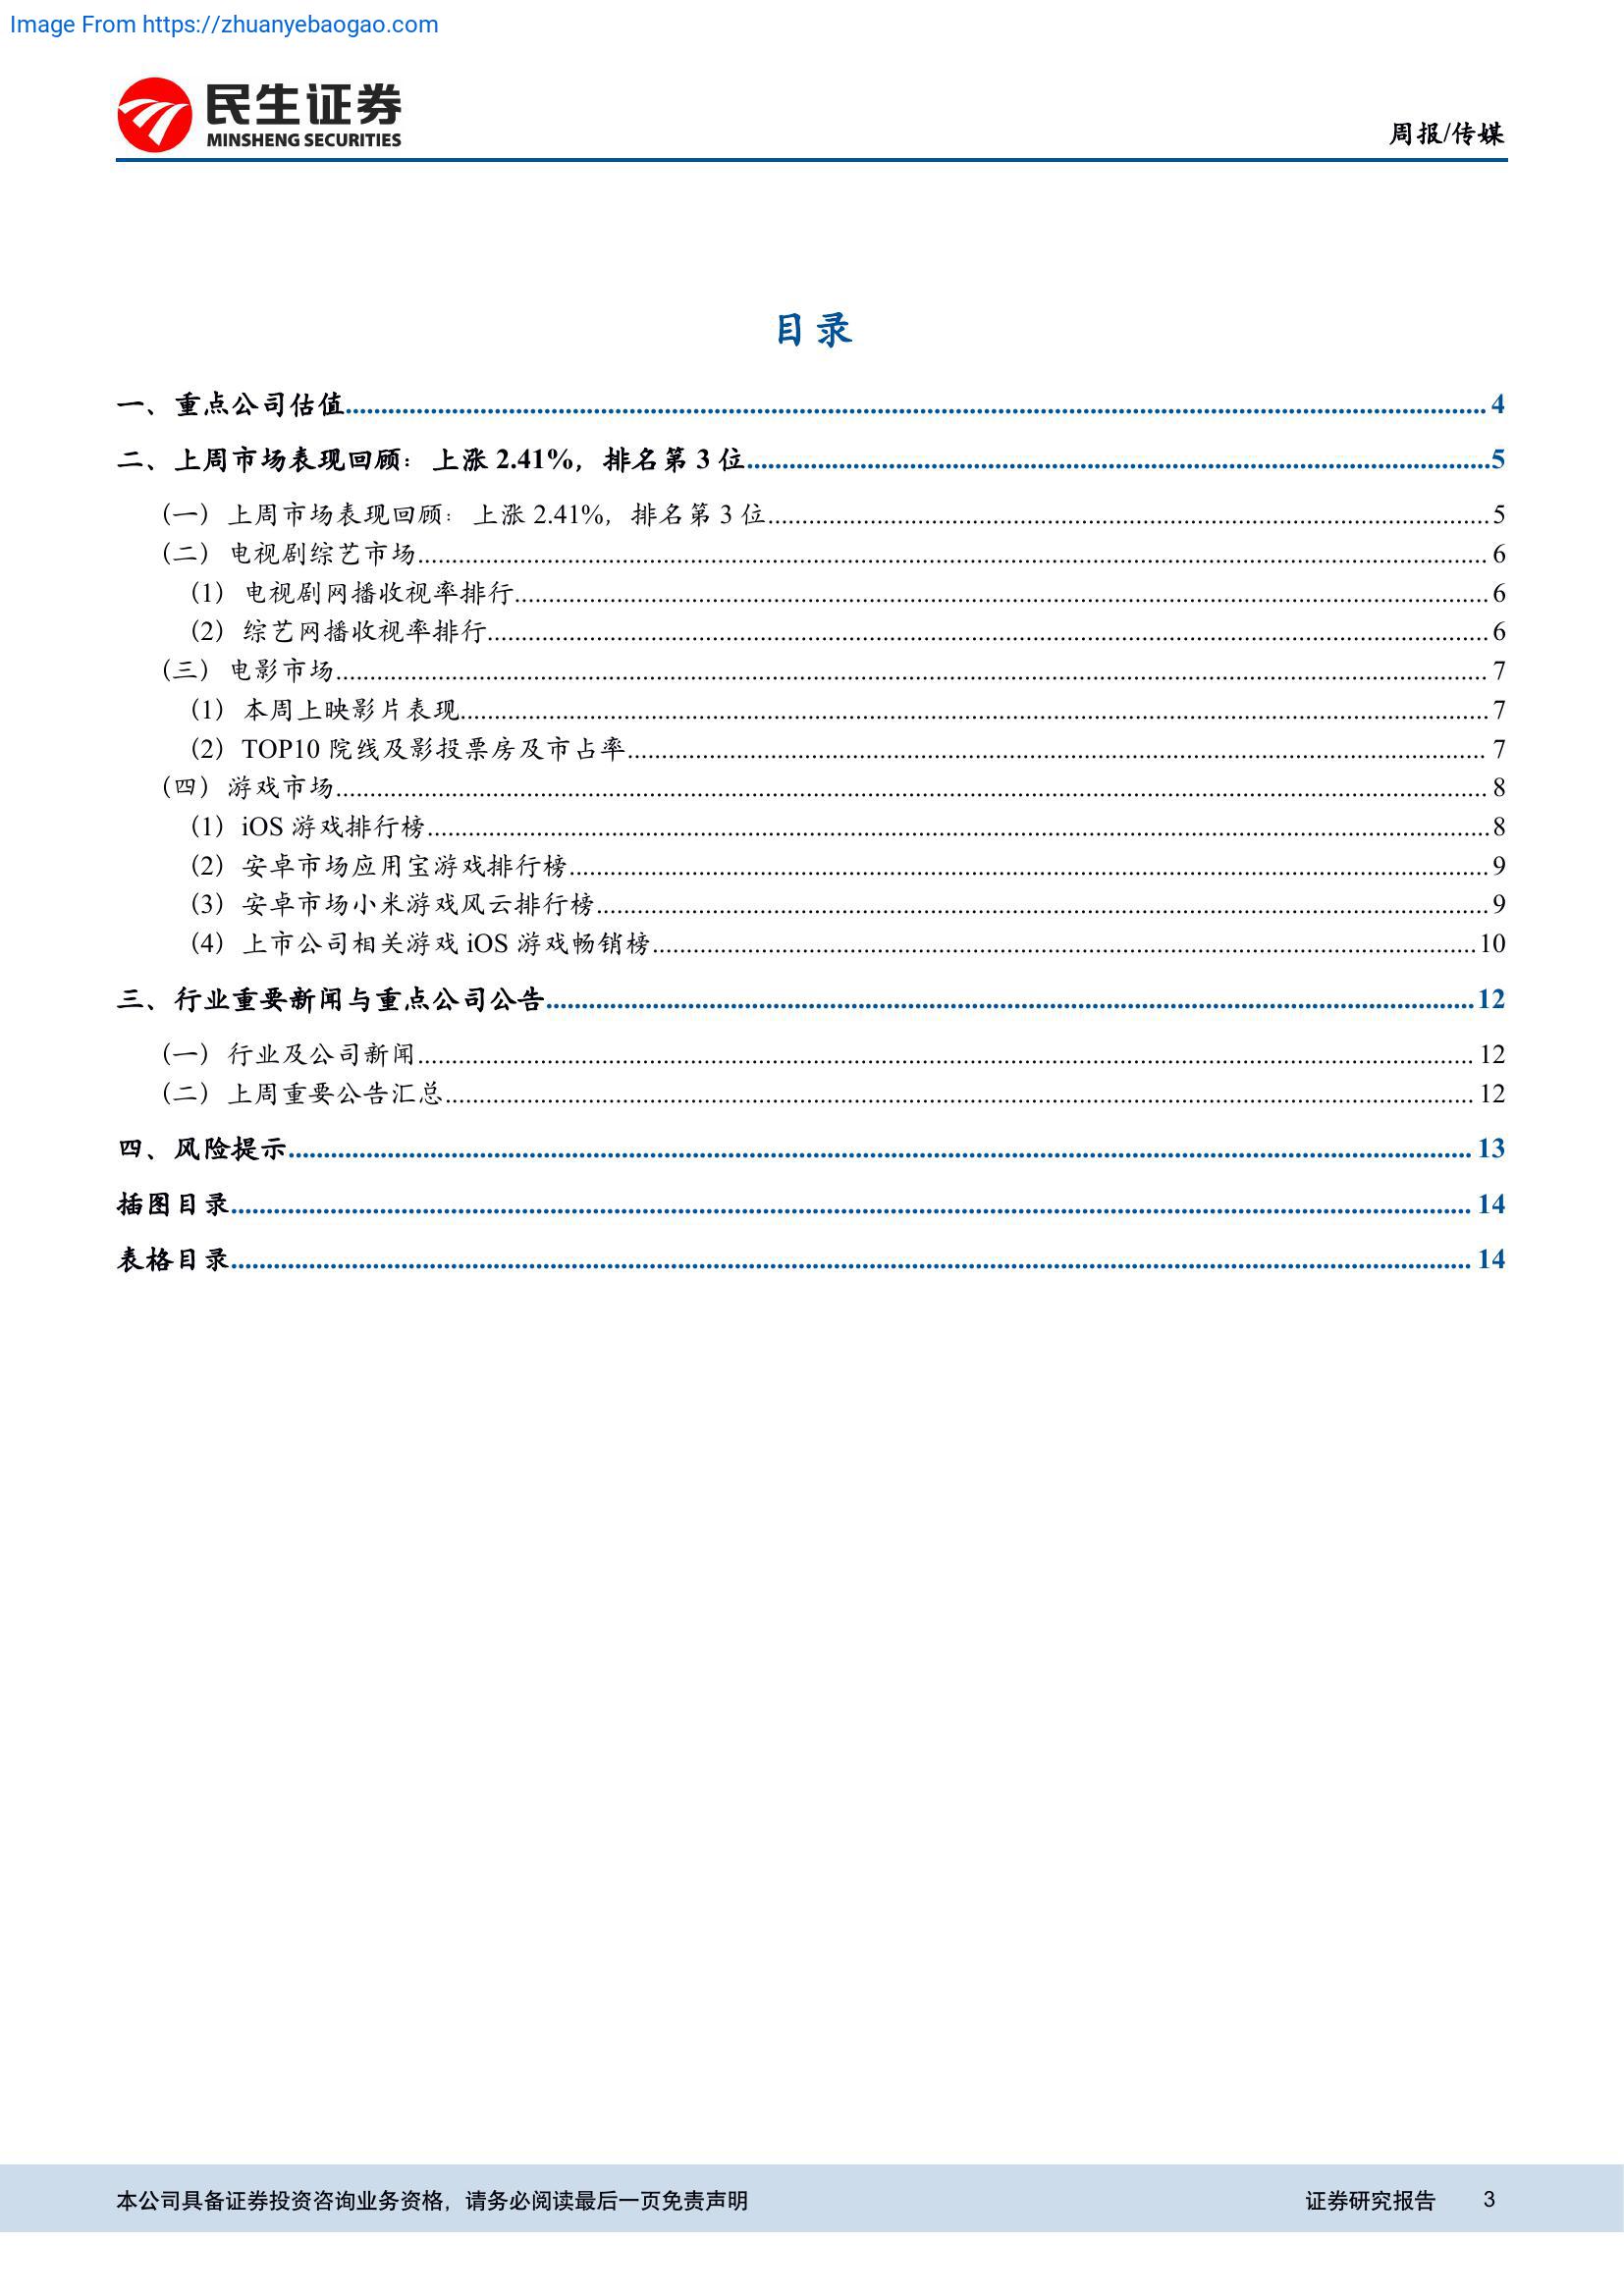 Image From https://zhuanyebaogao.com
民生证券
MINSHENG SECURITIES
周报/传媒
目录
一、重点公司估值 4
二、上周市场表现回顾：上涨 2.41%，排名第 3 位 5
（一）上周市场表现回顾：上涨 2.41%，排名第 3 位 5
（二）电视剧综艺市场 6
（1）电视剧网播收视率排行 6
（2）综艺网播收视率排行 6
（三）电影市场 7
（1）本周上映影片表现 7
（2）TOP10 院线及影投票房及市占率 7
（四）游戏市场 8
（1）iOS 游戏排行榜 8
（2）安卓市场应用宝游戏排行榜 9
（3）安卓市场小米游戏风云排行榜 9
（4）上市公司相关游戏 iOS 游戏畅销榜 10
三、行业重要新闻与重点公司公告 12
（一）行业及公司新闻 12
（二）上周重要公告汇总 12
四、风险提示 13
插图目录 14
表格目录 14
本公司具备证券投资咨询业务资格，请务必阅读最后一页免责声明
证券研究报告 3